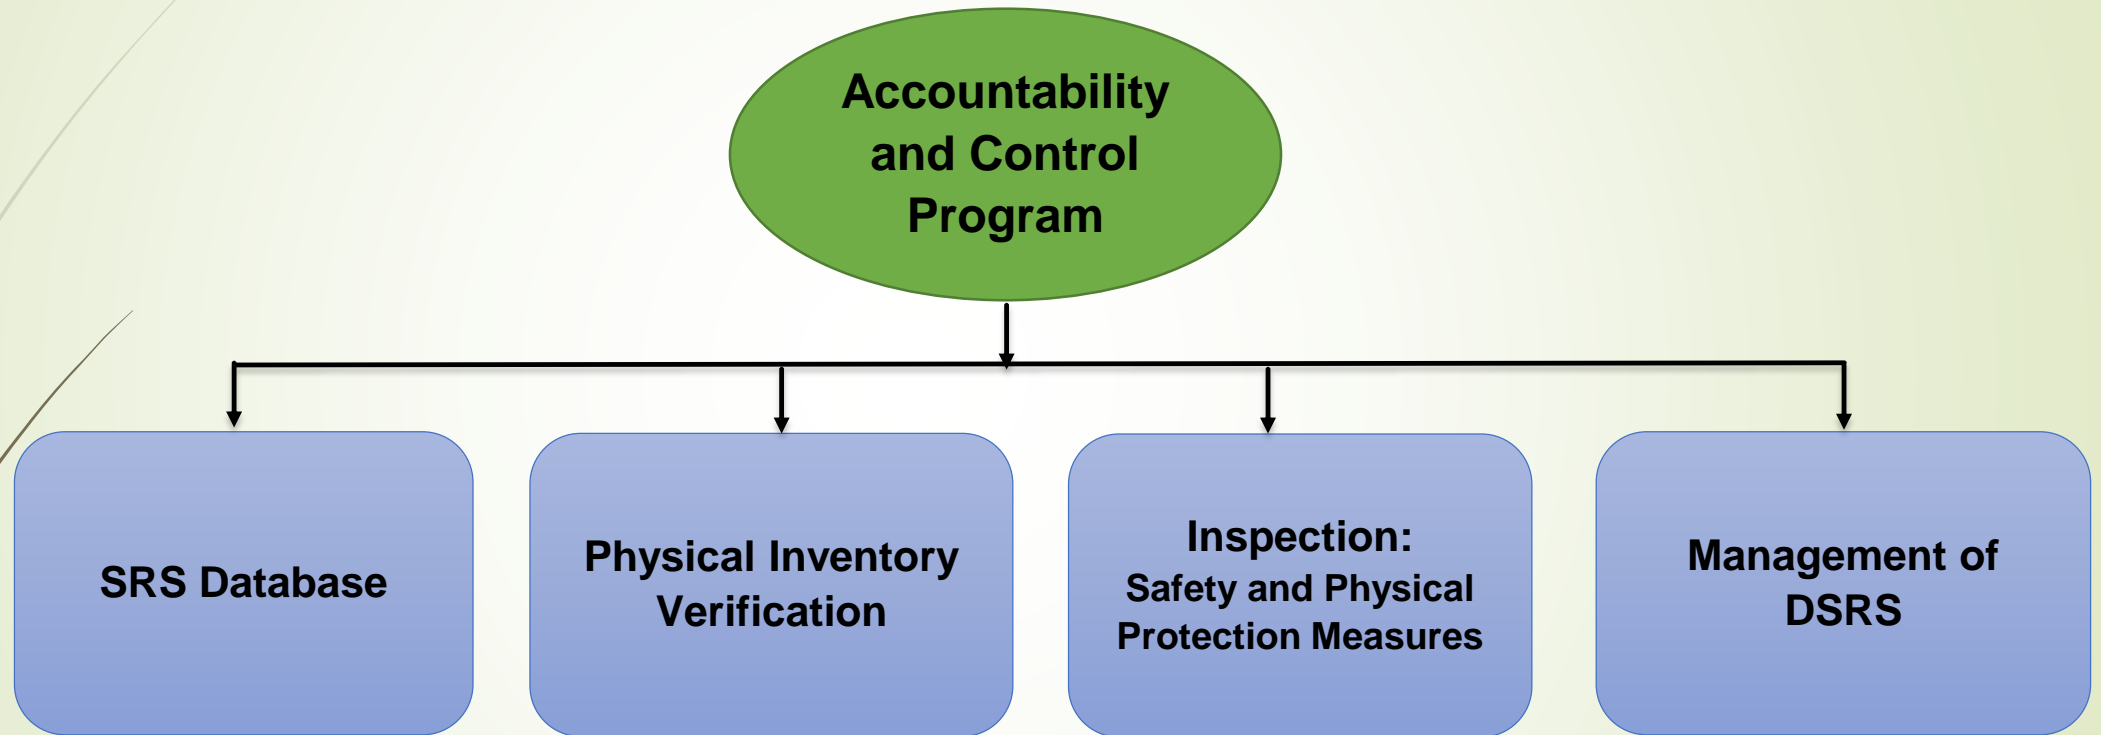 Accountability
and Control
Program
SRS Database
Physical Inventory
Verification
Inspection:
Safety and Physical
Protection Measures
Management of
DSRS